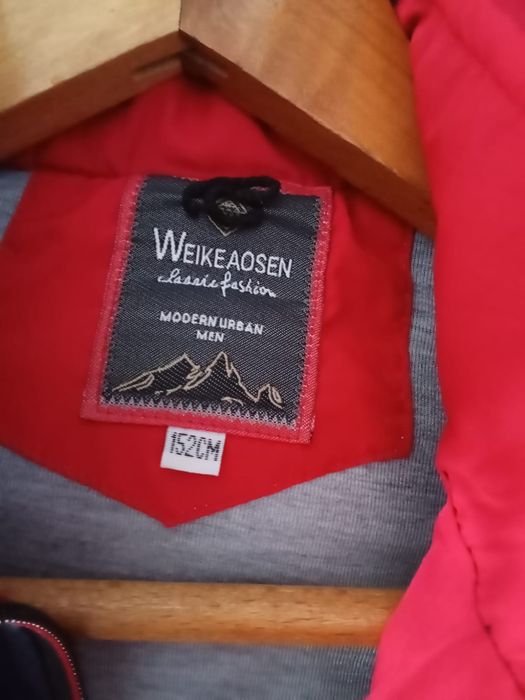 WEIKEAOSEN
classic fashion
MODERN URBAN
MEN
152CM